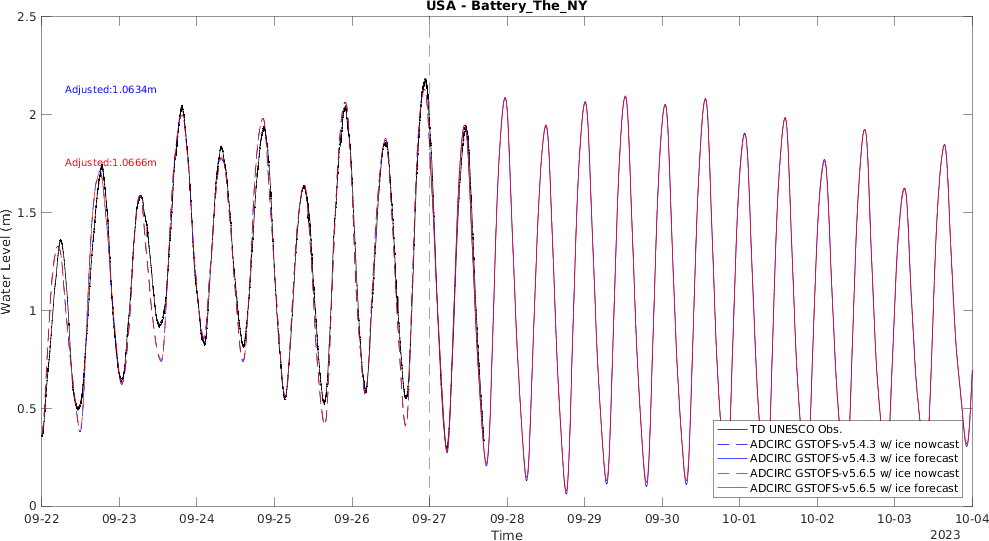 USA - Battery_The_NY
2.5
2
1.5
1
0.5
0
Water Level (m)
Adjusted:1.0634m
Adjusted:1.0666m
TD UNESCO Obs.
ADCIRC GSTOFS-v5.4.3 w/ ice nowcast
ADCIRC GSTOFS-v5.4.3 w/ ice forecast
ADCIRC GSTOFS-v5.6.5 w/ ice nowcast
ADCIRC GSTOFS-v5.6.5 w/ ice forecast
09-22 09-23 09-24 09-25 09-26 09-27 09-28 09-29 09-30 10-01 10-02 10-03 10-04
Time
2023